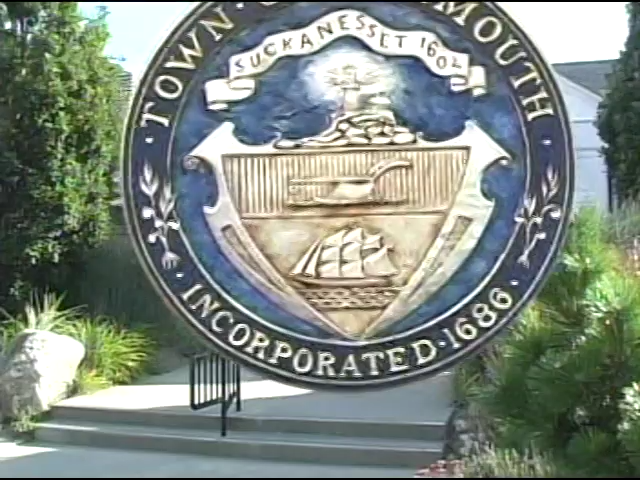 TOWN · MOUTH
SUCKANESSET 1602
· INCORPORATED · 1686 ·